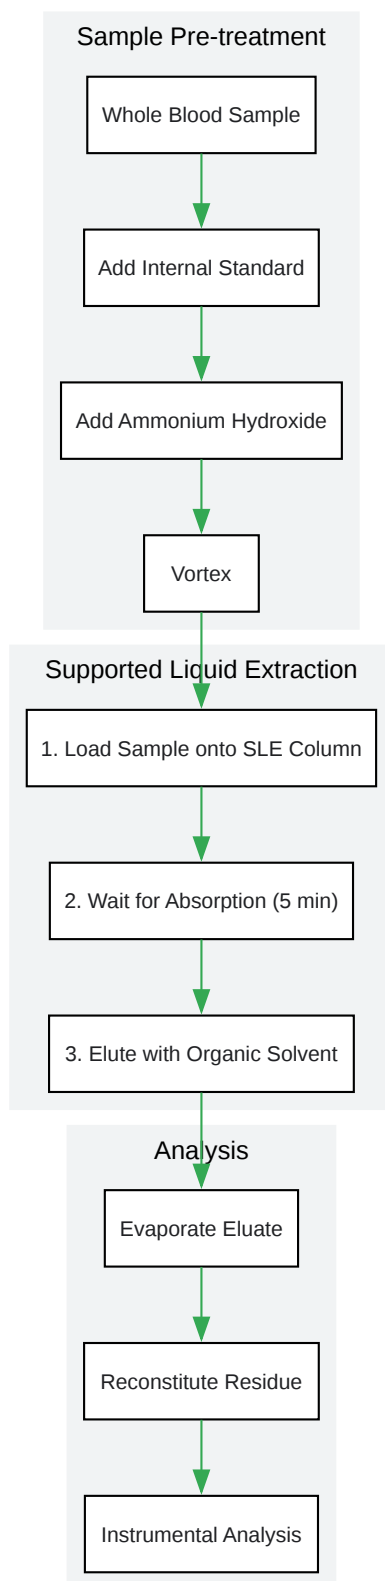 Sample Pre-treatment
Whole Blood Sample
Add Internal Standard
Add Ammonium Hydroxide
Vortex
Supported Liquid Extraction
1. Load Sample onto SLE Column
2. Wait for Absorption (5 min)
3. Elute with Organic Solvent
Analysis
Evaporate Eluate
Reconstitute Residue
Instrumental Analysis